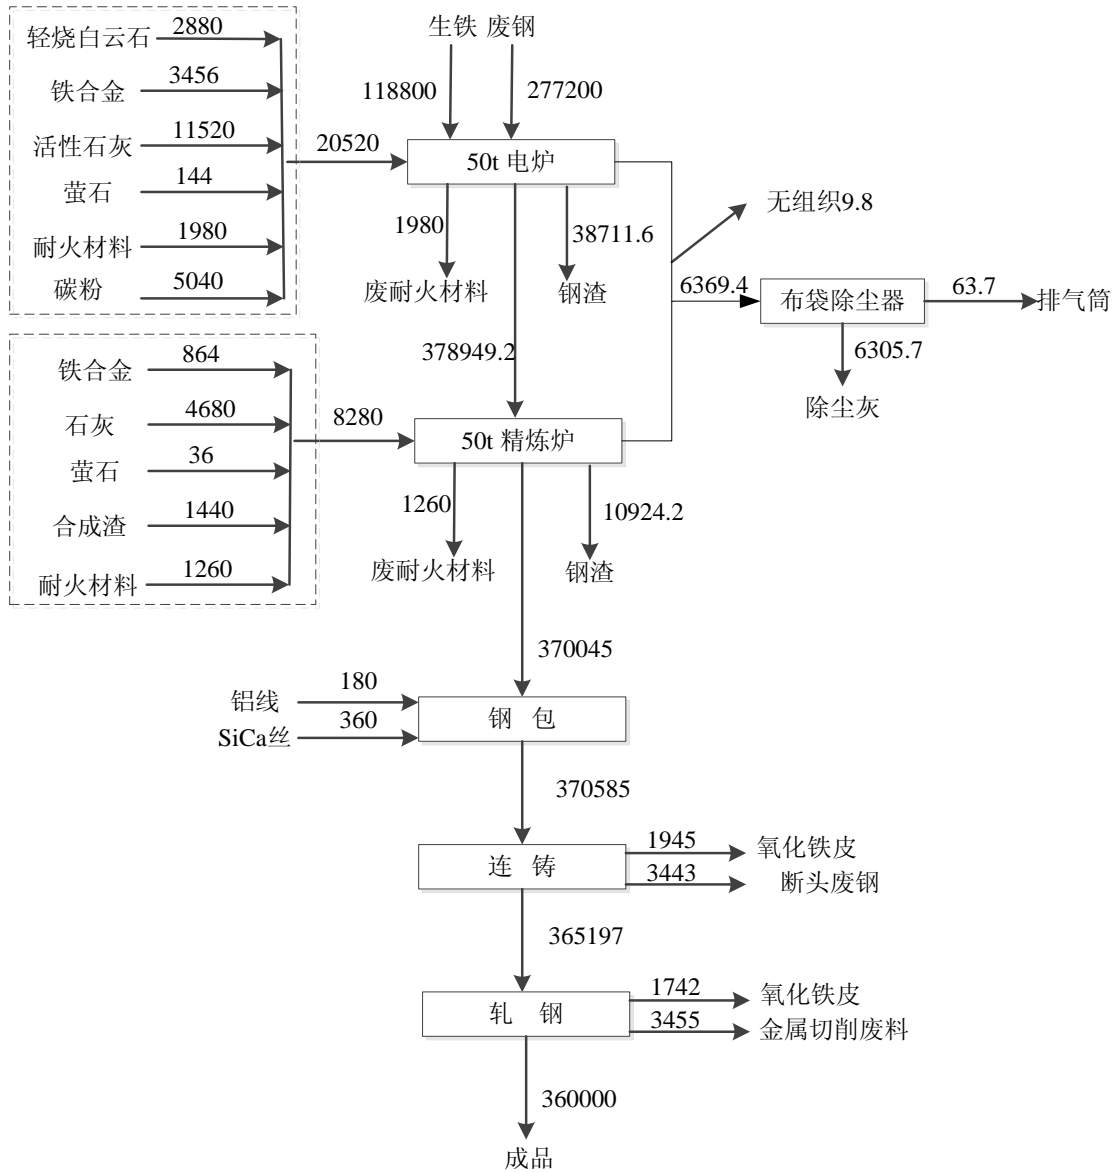 生铁 废钢
118800
277200
轻烧白云石
2880
铁合金
3456
活性石灰
11520
萤石
144
耐火材料
1980
碳粉
5040
20520
50t 电炉
1980
废耐火材料
38711.6
钢渣
无组织9.8
6369.4
布袋除尘器
63.7
排气筒
6305.7
除尘灰
378949.2
铁合金
864
石灰
4680
萤石
36
合成渣
1440
耐火材料
1260
8280
50t 精炼炉
1260
废耐火材料
10924.2
钢渣
370045
铝线
180
SiCa丝
360
钢 包
370585
连 铸
1945
氧化铁皮
3443
断头废钢
365197
轧 钢
1742
氧化铁皮
3455
金属切削废料
360000
成品